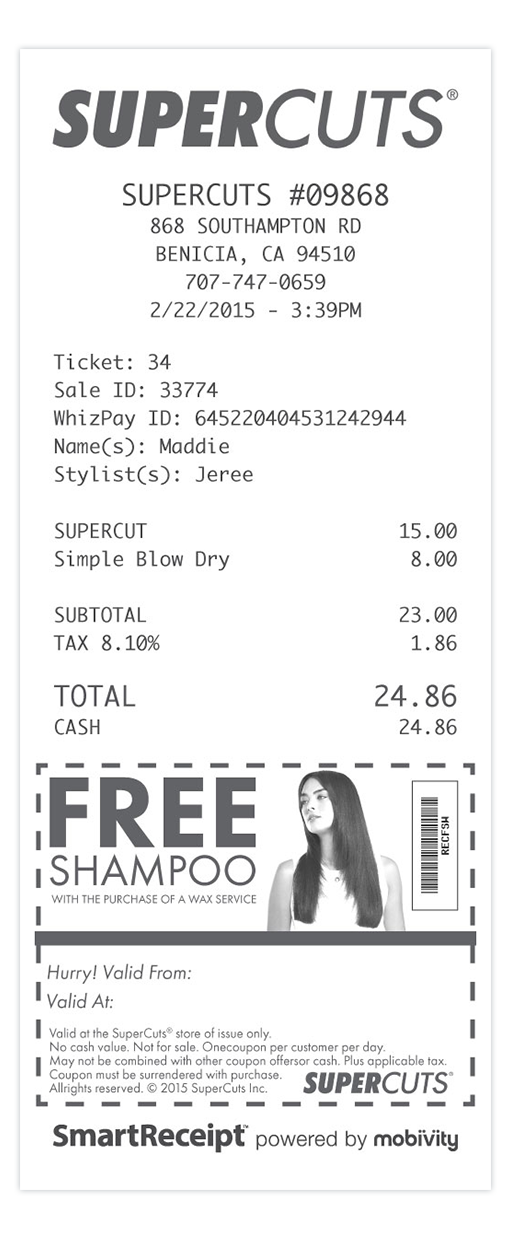 SUPERCUTS®
SUPERCUTS #09868
868 SOUTHAMPTON RD
BENICIA, CA 94510
707-747-0659
2/22/2015 - 3:39PM
Ticket: 34
Sale ID: 33774
WhizPay ID: 645220404531242944
Name(s): Maddie
Stylist(s): Jeree
SUPERCUT 15.00
Simple Blow Dry 8.00
SUBTOTAL 23.00
TAX 8.10% 1.86
TOTAL 24.86
CASH 24.86
FREE
SHAMPOO
WITH THE PURCHASE OF A WAX SERVICE
RECFSW
Hurry! Valid From:
Valid At:
Valid at the SuperCuts® store of issue only.
No cash value. Not for sale. Onecoupon per customer per day.
May not be combined with other coupon offersor cash. Plus applicable tax.
Coupon must be surrendered with purchase.
Allrights reserved. © 2015 SuperCuts Inc.
SUPERCUTS®
SmartReceipt™ powered by mobivity